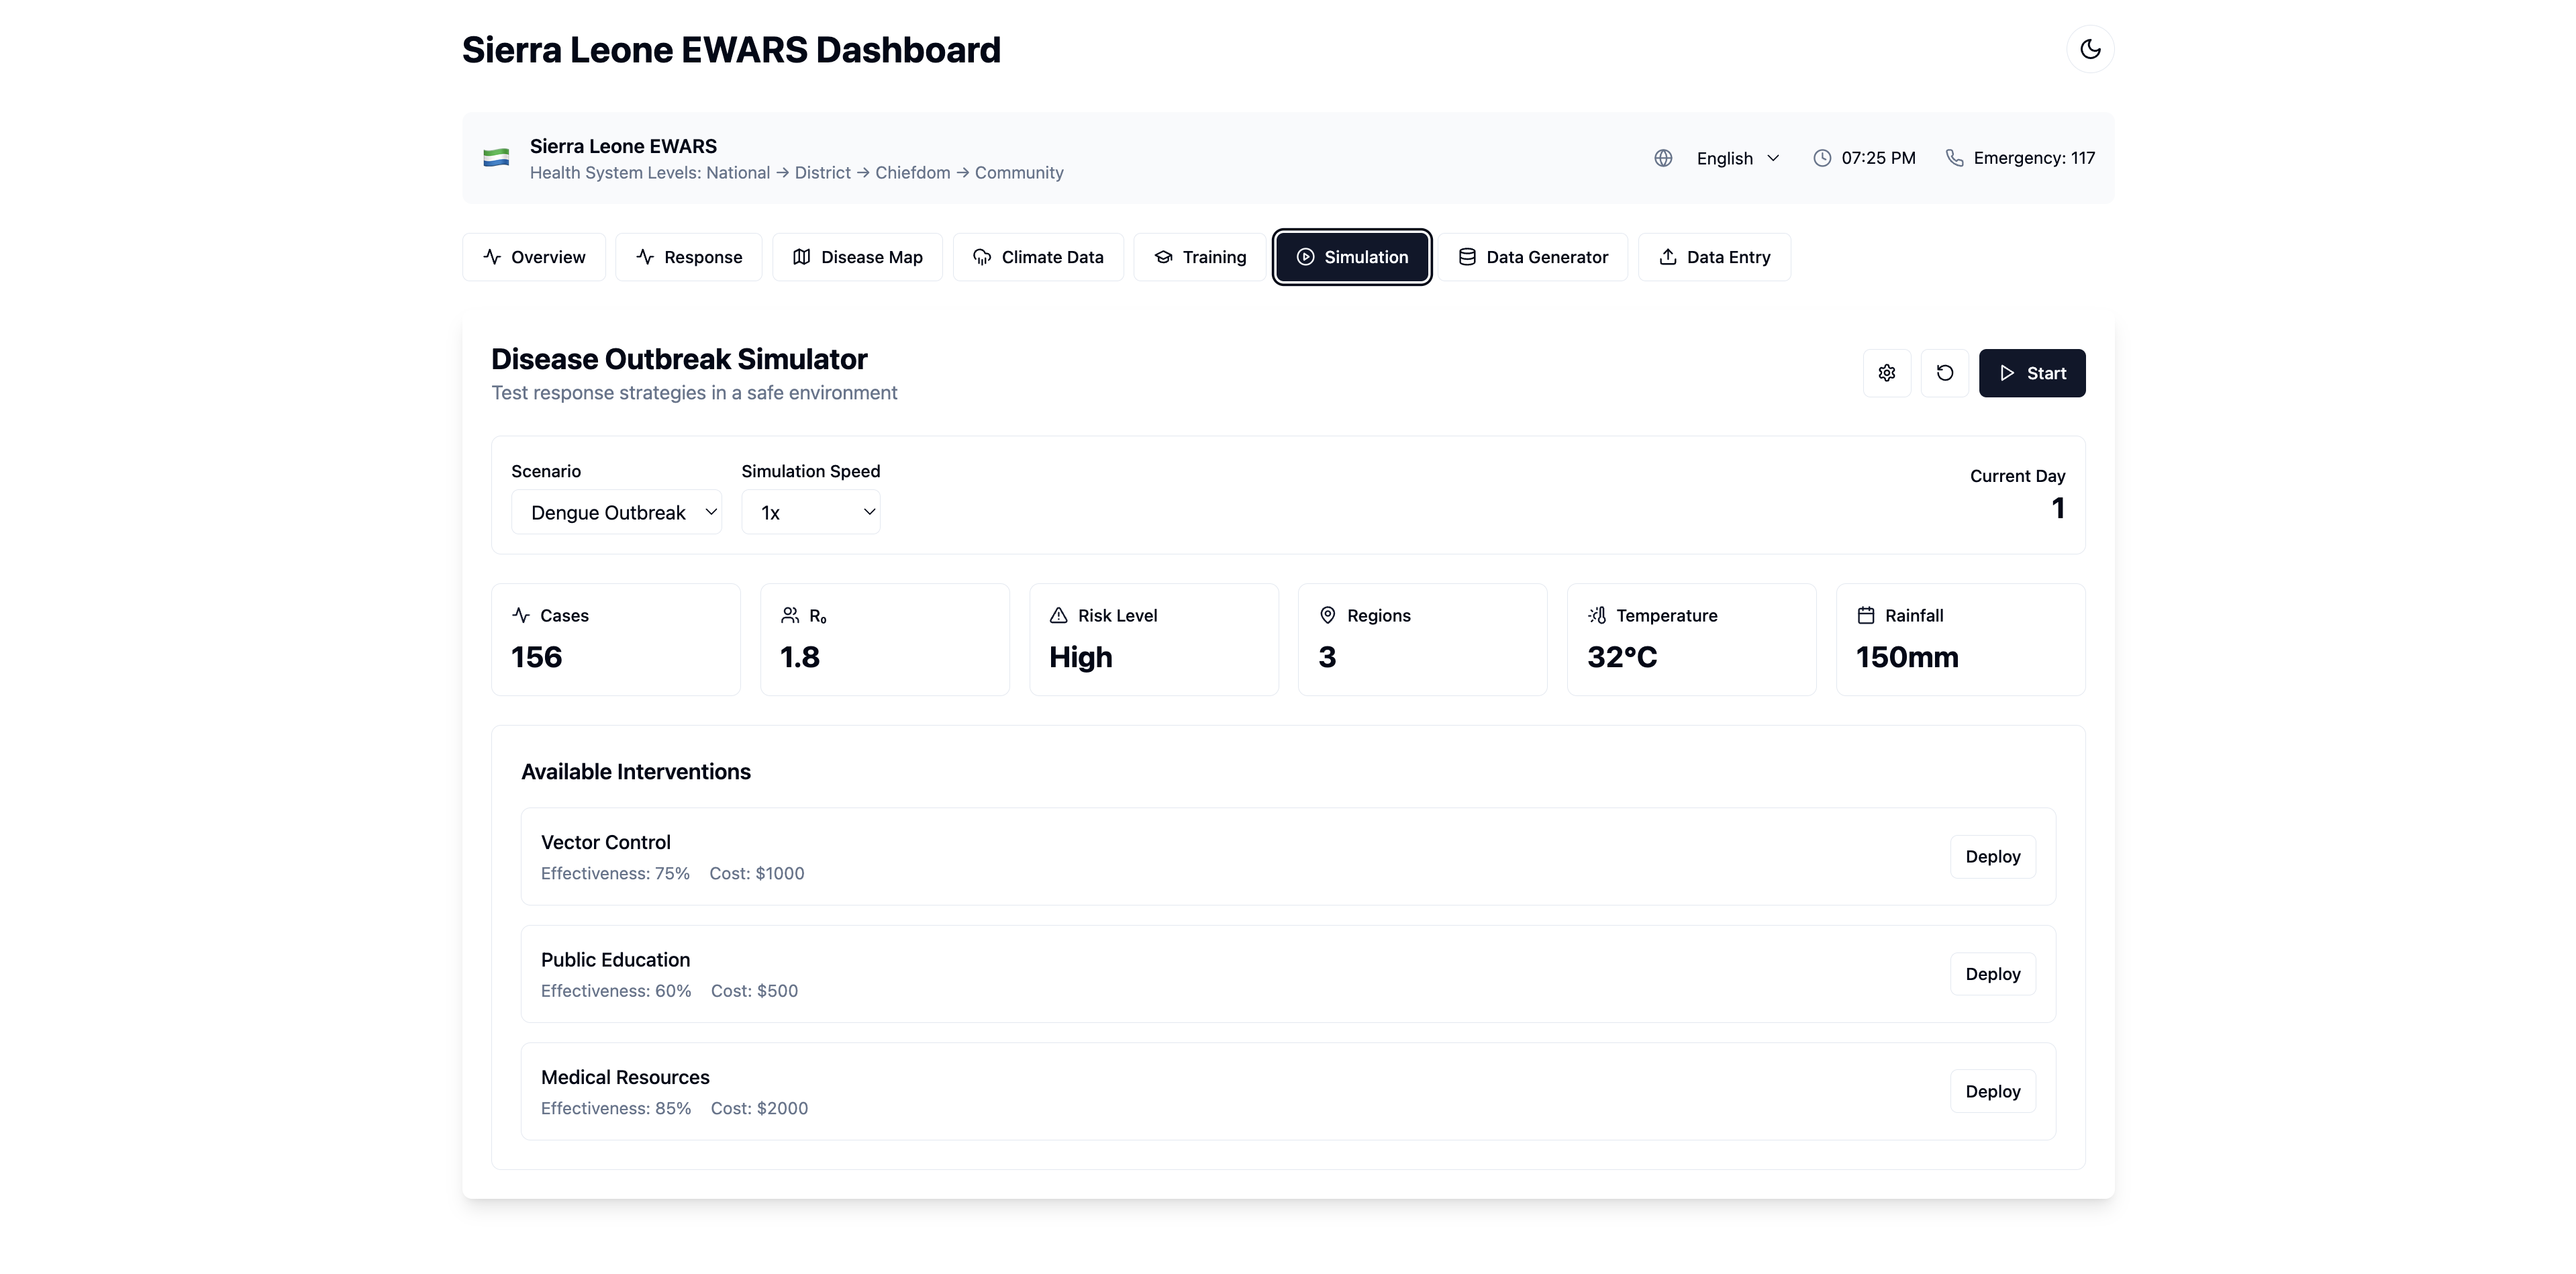 Sierra Leone EWARS Dashboard
Sierra Leone EWARS
Health System Levels: National → District → Chiefdom → Community
English
07:25 PM
Emergency: 117
Overview
Response
Disease Map
Climate Data
Training
Simulation
Data Generator
Data Entry
Disease Outbreak Simulator
Test response strategies in a safe environment
Start
Scenario
Dengue Outbreak
Simulation Speed
1x
Current Day
1
Cases
156
R₀
1.8
Risk Level
High
Regions
3
Temperature
32°C
Rainfall
150mm
Available Interventions
Vector Control
Effectiveness: 75% Cost: $1000
Deploy
Public Education
Effectiveness: 60% Cost: $500
Deploy
Medical Resources
Effectiveness: 85% Cost: $2000
Deploy